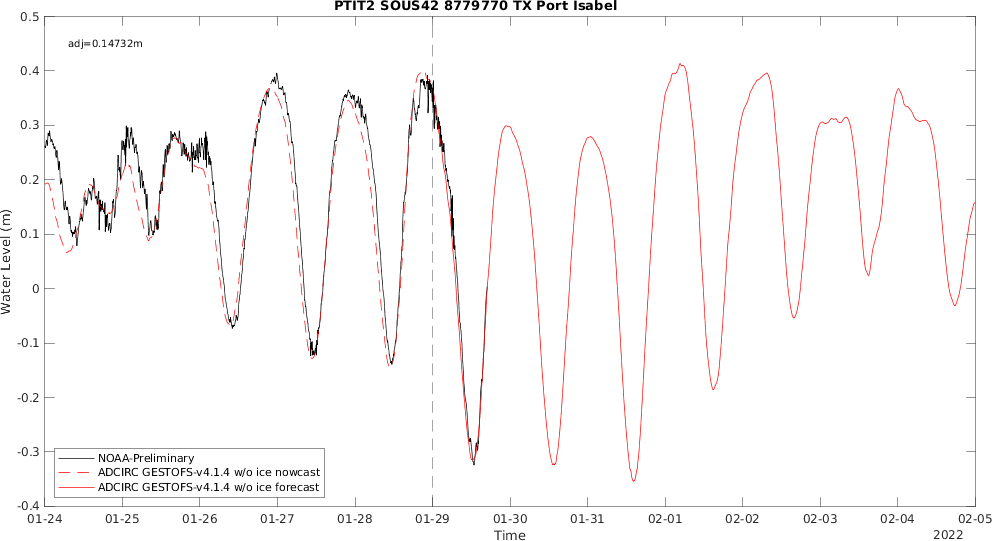 PTIT2 SOUS42 8779770 TX Port Isabel
adj=0.14732m
Water Level (m)
0.5
0.4
0.3
0.2
0.1
0
-0.1
-0.2
-0.3
-0.4
NOAA-Preliminary
ADCIRC GESTOFS-v4.1.4 w/o ice nowcast
ADCIRC GESTOFS-v4.1.4 w/o ice forecast
01-24 01-25 01-26 01-27 01-28 01-29 01-30 01-31 02-01 02-02 02-03 02-04 02-05
Time
2022